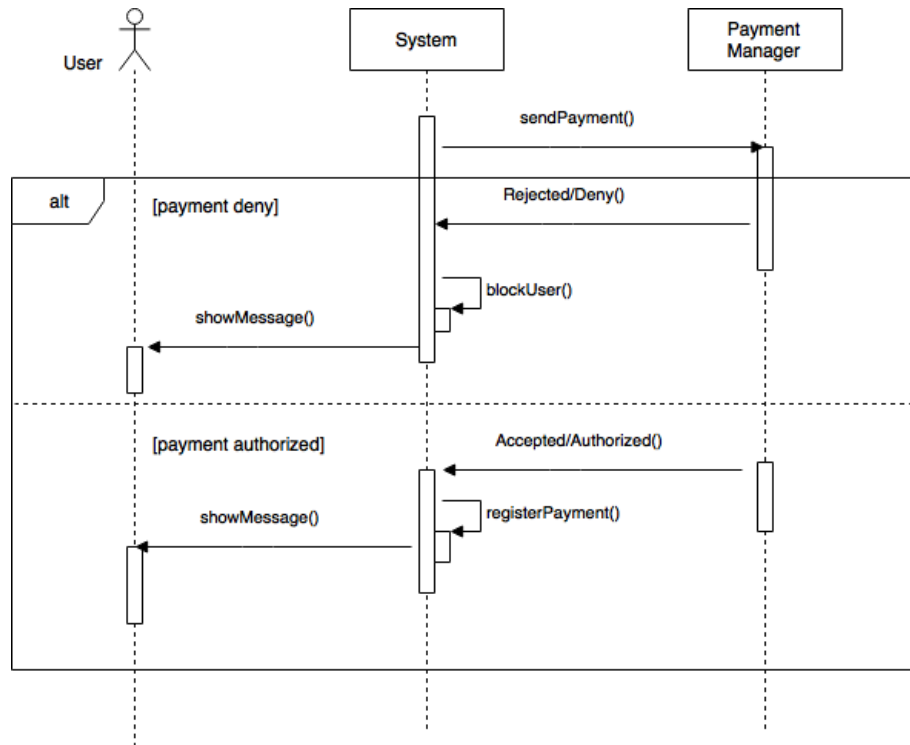 User
System
Payment
Manager
sendPayment()
alt
[payment deny]
Rejected/Deny()
blockUser()
showMessage()
[payment authorized]
Accepted/Authorized()
registerPayment()
showMessage()